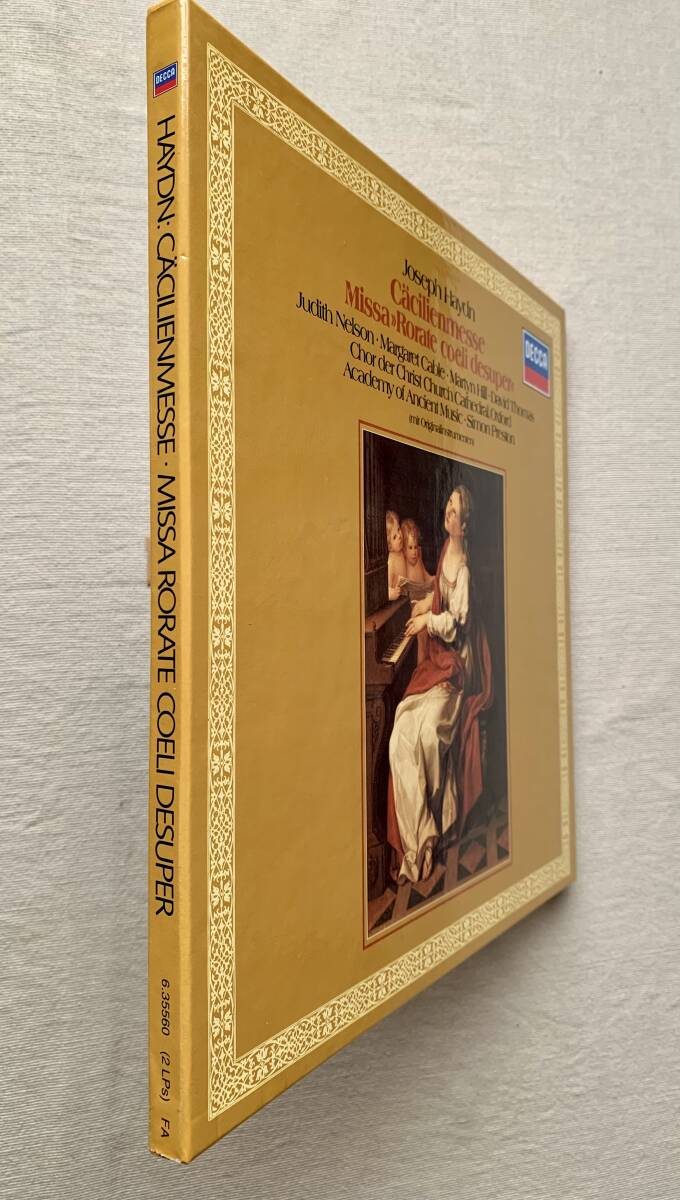 DECCA
HAYDN: CÄCILIENMESSE · MISSA RORATE COELI DESUPER
6.35560 (2 LPs) FA
Joseph Haydn
Cäcilienmesse
Missa »Rorate coeli desuper«
Judith Nelson · Margaret Cable · Martyn Hill · David Thomas
Chor der Christ Church Cathedral, Oxford
Academy of Ancient Music · Simon Preston
(mit Originalinstrumenten)
DECCA